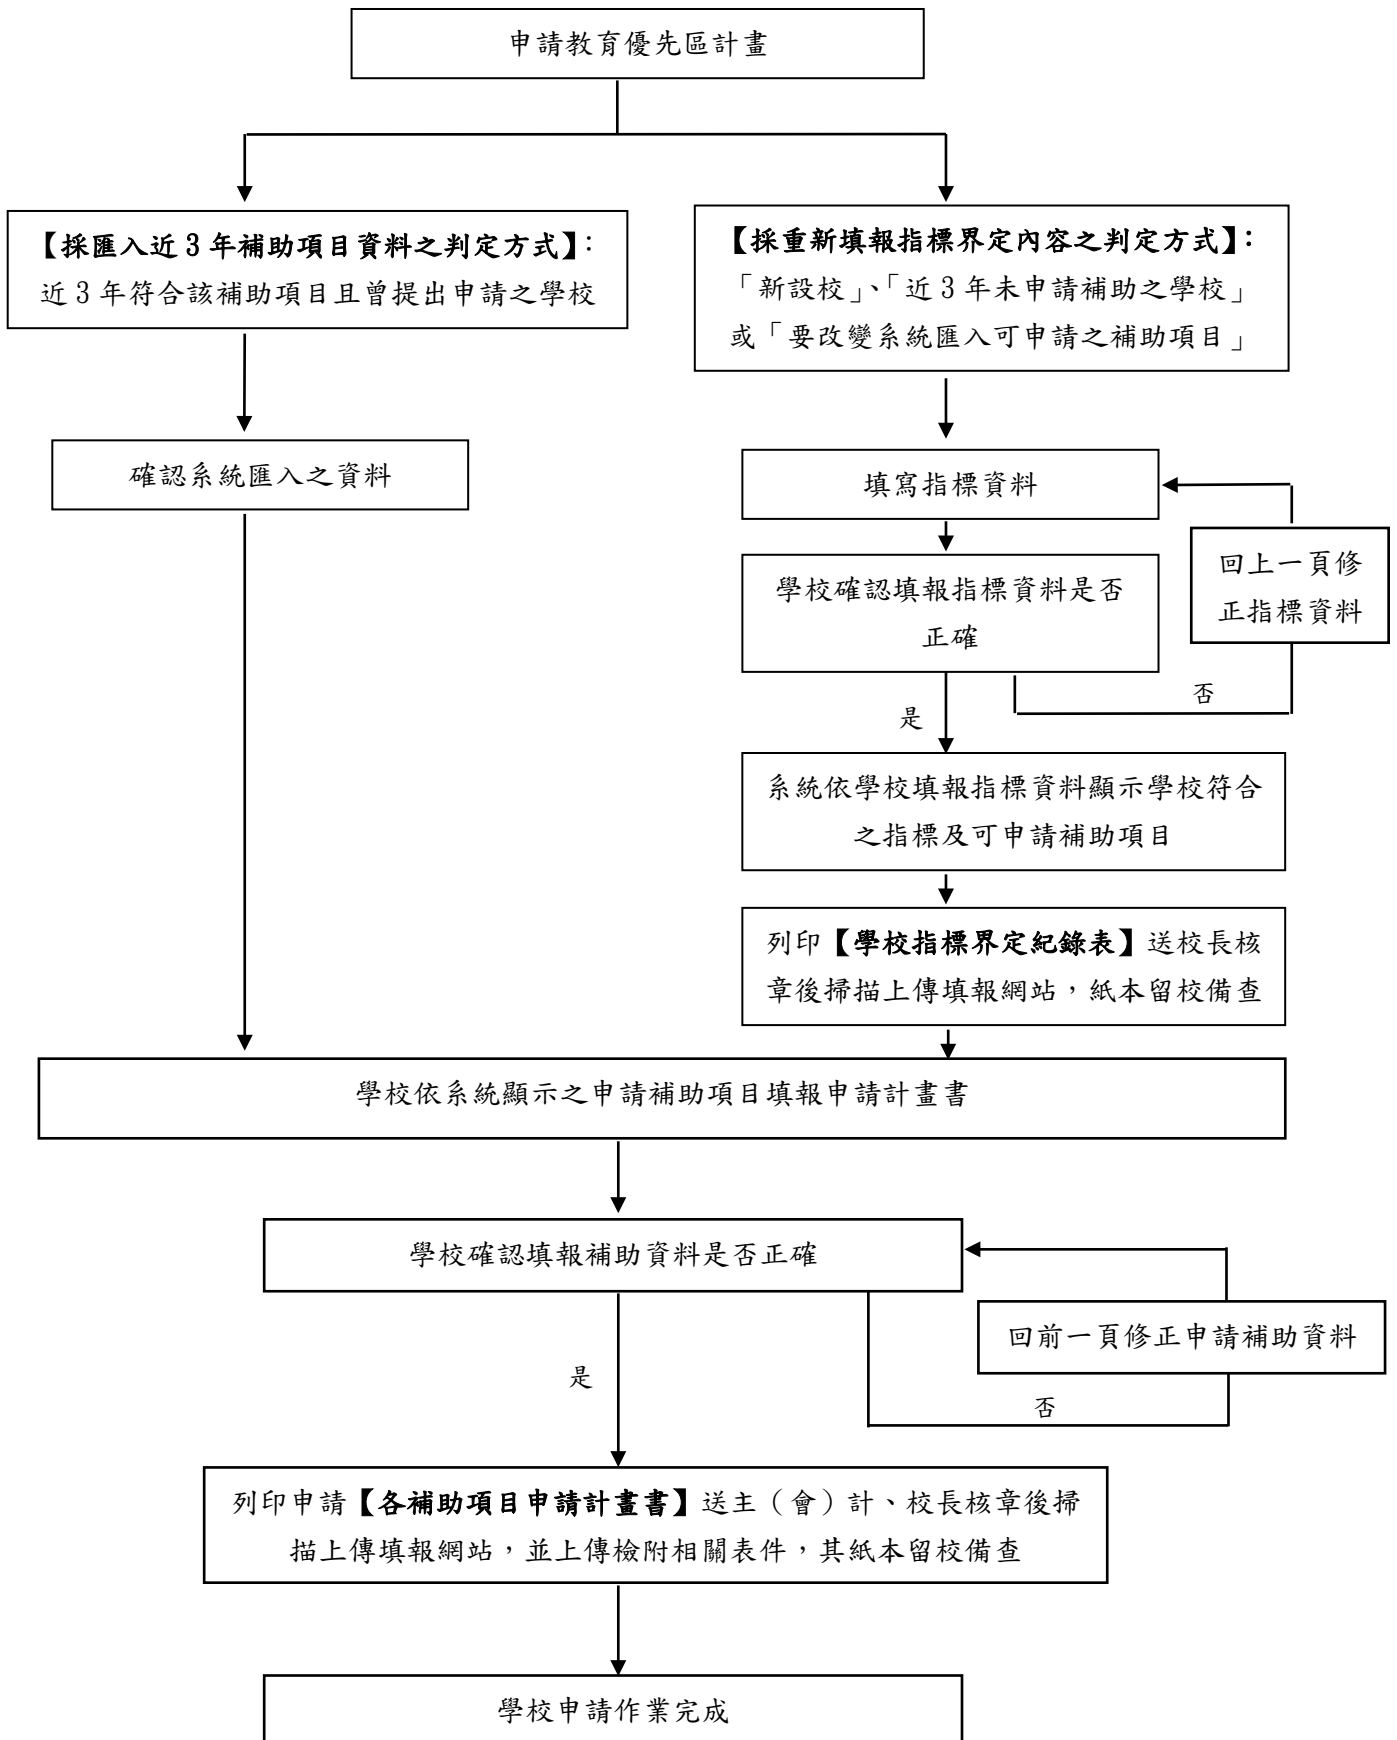 申請教育優先區計畫
【採匯入近 3 年補助項目資料之判定方式】:
近 3 年符合該補助項目且曾提出申請之學校
【採重新填報指標界定內容之判定方式】:
「新設校」、「近 3 年未申請補助之學校」
或「要改變系統匯入可申請之補助項目」
確認系統匯入之資料
填寫指標資料
回上一頁修
正指標資料
學校確認填報指標資料是否
正確
否
是
系統依學校填報指標資料顯示學校符合
之指標及可申請補助項目
列印【學校指標界定紀錄表】送校長核
章後掃描上傳填報網站,紙本留校備查
學校依系統顯示之申請補助項目填報申請計畫書
學校確認填報補助資料是否正確
回前一頁修正申請補助資料
是
否
列印申請【各補助項目申請計畫書】送主(會)計、校長核章後掃
描上傳填報網站,並上傳檢附相關表件,其紙本留校備查
學校申請作業完成